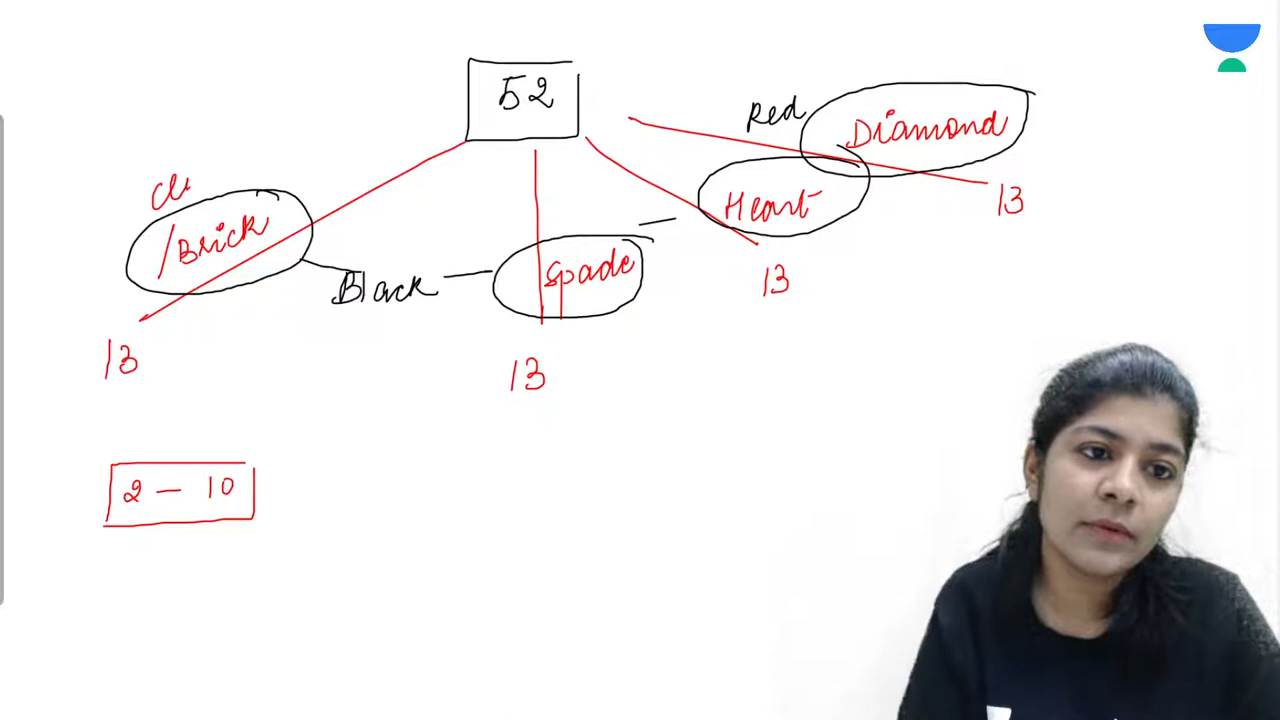 52
Red
Diamond
13
Heart
13
Cl
/Brick
Black
Spade
13
13
2 - 10